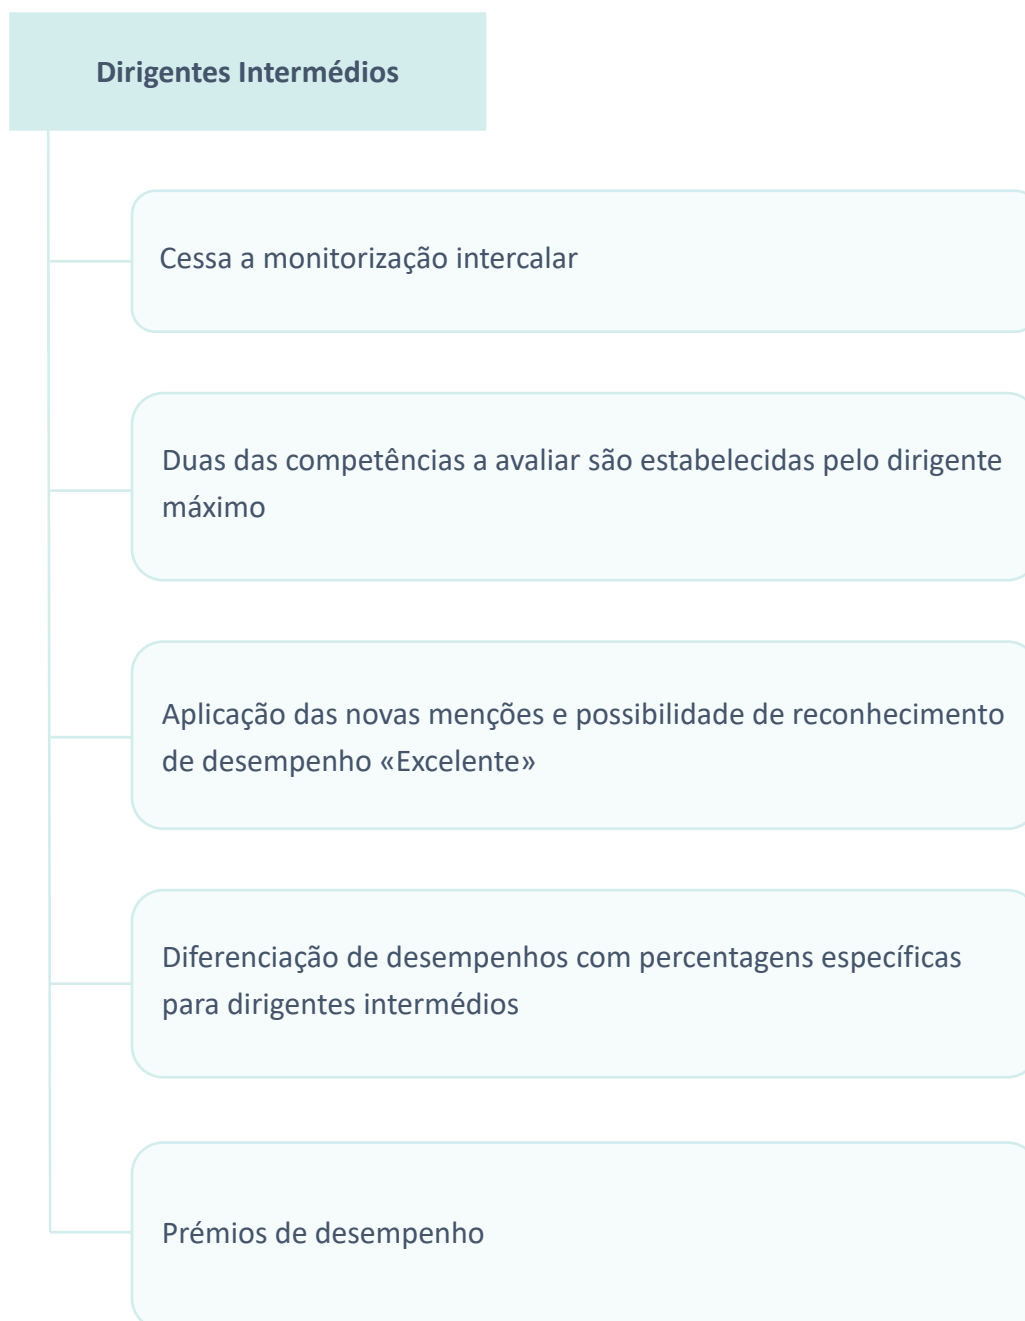 Dirigentes Intermédios
Cessa a monitorização intercalar
Duas das competências a avaliar são estabelecidas pelo dirigente
máximo
Aplicação das novas menções e possibilidade de reconhecimento
de desempenho «Excelente»
Diferenciação de desempenhos com percentagens específicas
para dirigentes intermédios
Prémios de desempenho